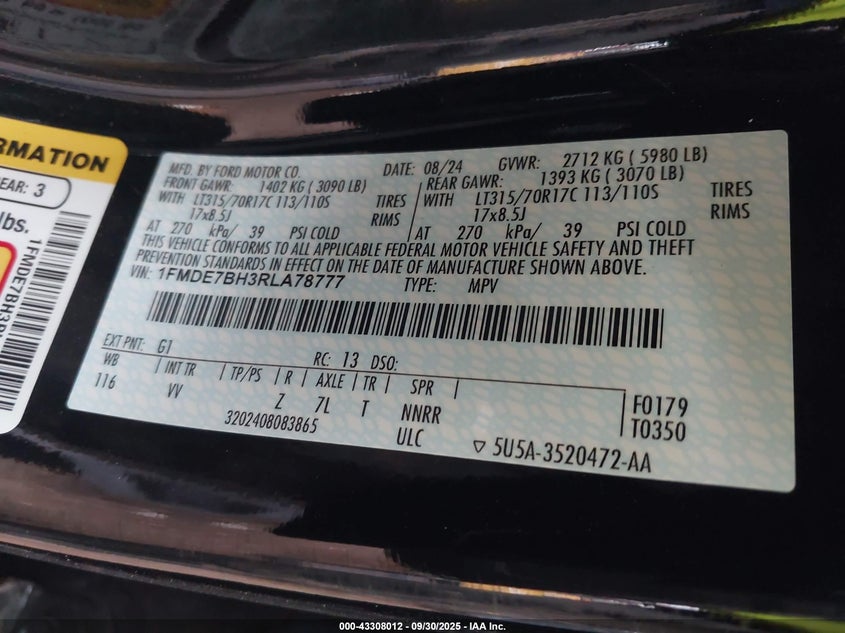 RMATION
EAR: 3
lbs.
1FMDE7BH3R
MFD. BY FORD MOTOR CO. DATE: 08/24 GVWR: 2712 KG ( 5980 LB)
FRONT GAWR: 1402 KG ( 3090 LB) REAR GAWR: 1393 KG ( 3070 LB)
WITH LT315/70R17C 113/110S WITH LT315/70R17C 113/110S TIRES
17x8.5J 17x8.5J RIMS
AT 270 kPa/ 39 PSI COLD AT 270 kPa/ 39 PSI COLD
THIS VEHICLE CONFORMS TO ALL APPLICABLE FEDERAL MOTOR VEHICLE SAFETY AND THEFT
PREVENTION STANDARDS IN EFFECT ON THE DATE OF MANUFACTURE SHOWN ABOVE.
VIN: 1FMDE7BH3RLA78777 TYPE: MPV
EXT PNT: G1 RC: 13 DSO:
WB | INT TR | TP/PS | R | AXLE | TR | SPR |
116 VV Z 7L T NNRR
3202408083865 ULC
F0179
T0350
▽ 5U5A-3520472-AA
000-43308012 - 09/30/2025 - IAA Inc.